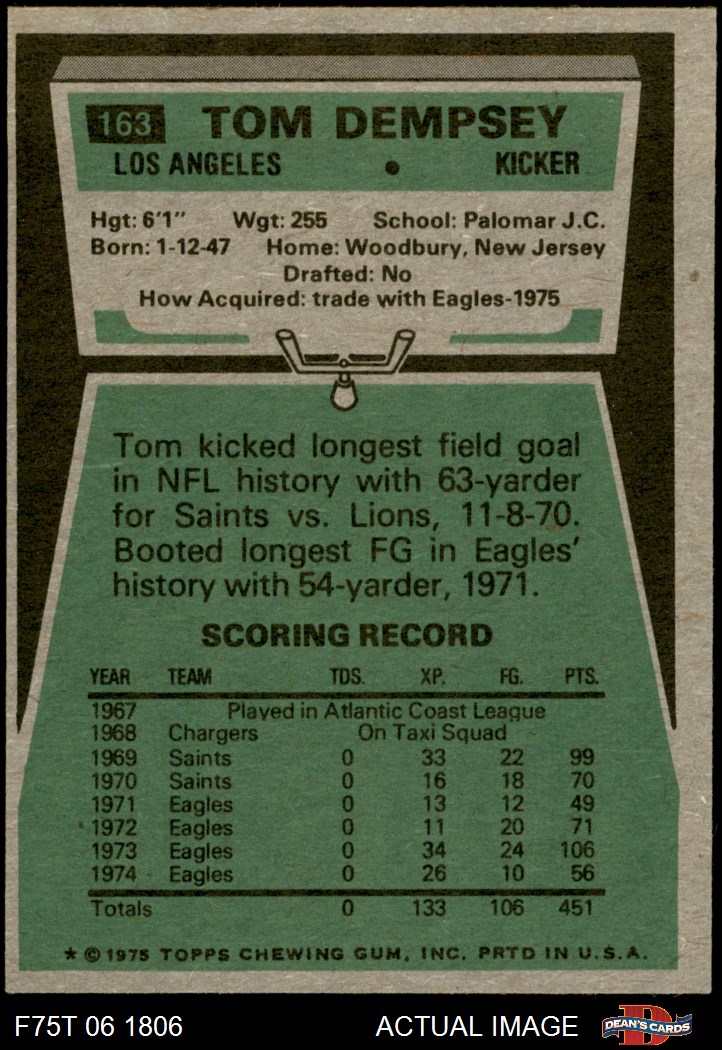 163 TOM DEMPSEY
LOS ANGELES • KICKER
Hgt: 6'1" Wgt: 255 School: Palomar J.C.
Born: 1-12-47 Home: Woodbury, New Jersey
Drafted: No
How Acquired: trade with Eagles-1975
Tom kicked longest field goal
in NFL history with 63-yarder
for Saints vs. Lions, 11-8-70.
Booted longest FG in Eagles'
history with 54-yarder, 1971.
SCORING RECORD
YEAR TEAM TDS. XP. FG. PTS.
1967 Played in Atlantic Coast League
1968 Chargers On Taxi Squad
1969 Saints 0 33 22 99
1970 Saints 0 16 18 70
1971 Eagles 0 13 12 49
1972 Eagles 0 11 20 71
1973 Eagles 0 34 24 106
1974 Eagles 0 26 10 56
Totals 0 133 106 451
* © 1975 TOPPS CHEWING GUM, INC. PRTD IN U.S.A.
F75T 06 1806 ACTUAL IMAGE D DEAN'S CARDS